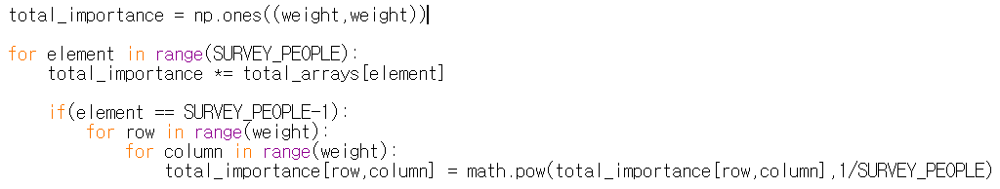 total_importance = np.ones((weight,weight))
for element in range(SURVEY_PEOPLE):
total_importance *= total_arrays[element]
if(element == SURVEY_PEOPLE-1):
for row in range(weight):
for column in range(weight):
total_importance[row,column] = math.pow(total_importance[row,column],1/SURVEY_PEOPLE)